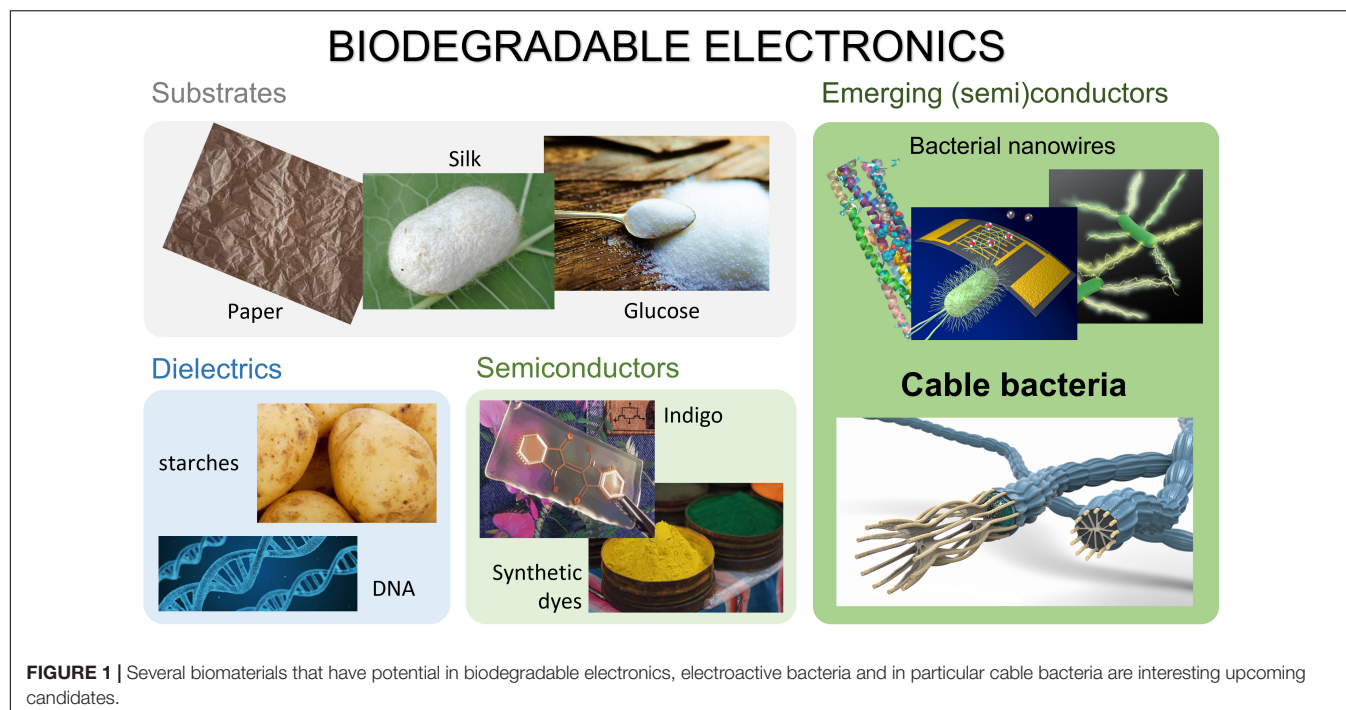 BIODEGRADABLE ELECTRONICS
Substrates
Silk
Paper
Glucose
Dielectrics
starches
DNA
Semiconductors
Indigo
Synthetic
dyes
Emerging (semi)conductors
Bacterial nanowires
Cable bacteria
FIGURE 1 | Several biomaterials that have potential in biodegradable electronics, electroactive bacteria and in particular cable bacteria are interesting upcoming
candidates.